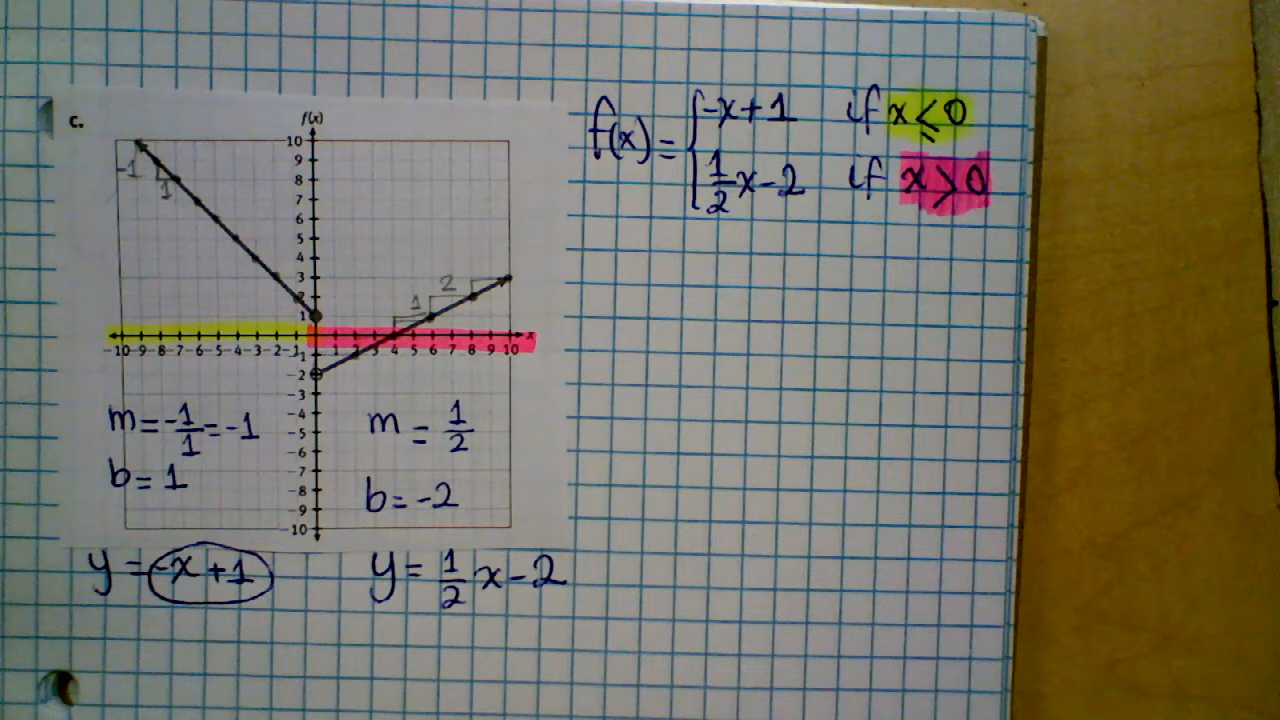 c.
f(x)
10
9
8
7
6
5
4
3
2
1
-10 -9 -8 -7 -6 -5 -4 -3 -2 -1 1 2 3 4 5 6 7 8 9 10 x
-1
-2
-3
-4
-5
-6
-7
-8
-9
-10
-1
1
1
2
m = -1/1 = -1
b = 1
m = 1/2
b = -2
y = -x + 1
y = 1/2 x - 2
f(x) = { -x + 1 if x ≤ 0
1/2 x - 2 if x > 0